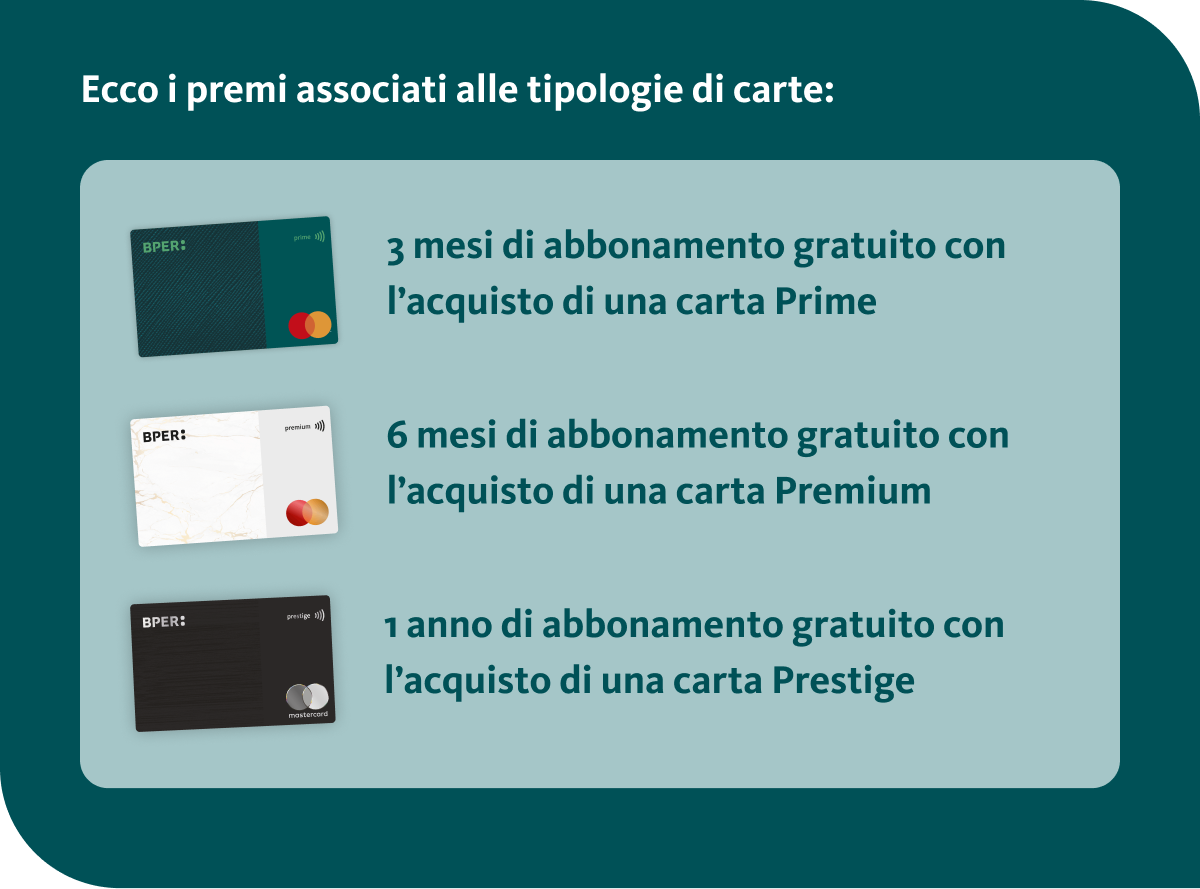 Ecco i premi associati alle tipologie di carte:
BPER:
prime
3 mesi di abbonamento gratuito con
l’acquisto di una carta Prime
BPER:
premium
6 mesi di abbonamento gratuito con
l’acquisto di una carta Premium
BPER:
prestige
mastercard
1 anno di abbonamento gratuito con
l’acquisto di una carta Prestige